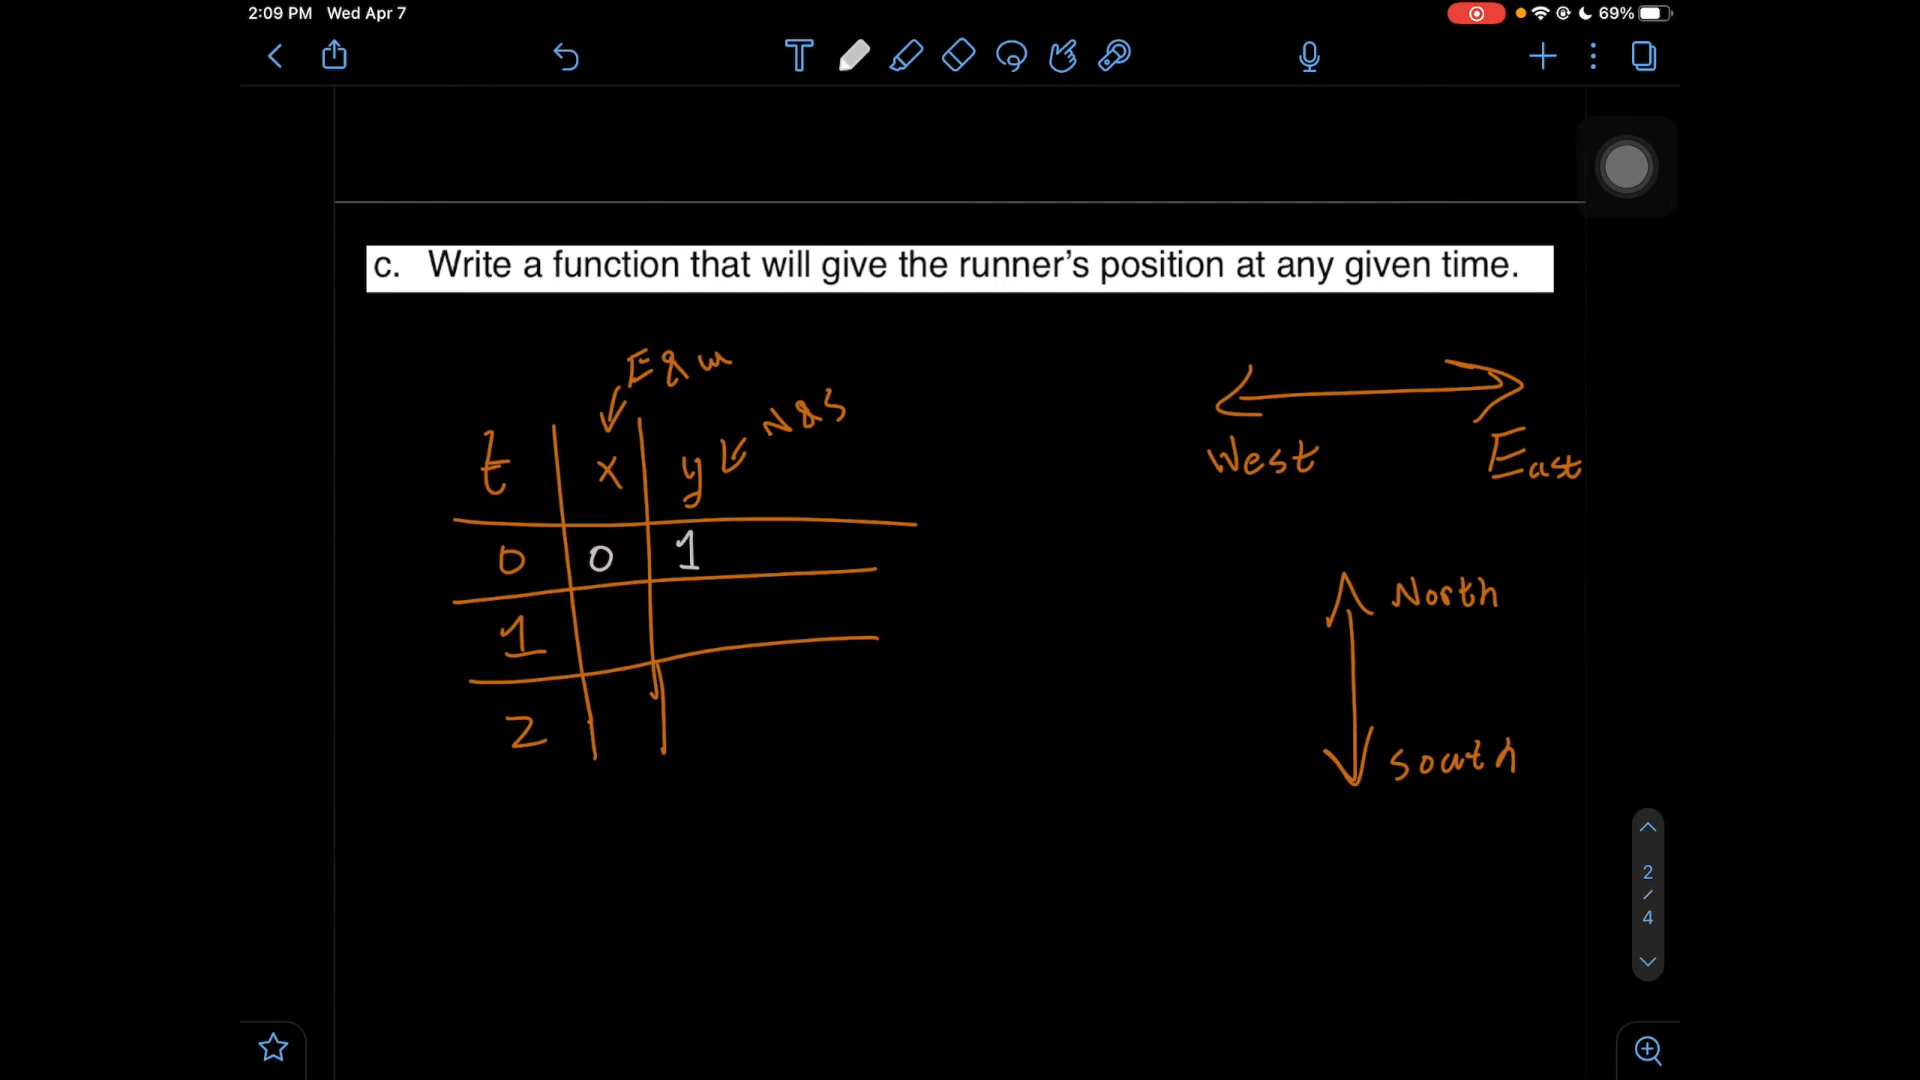 2:09 PM Wed Apr 7
69%
T
c. Write a function that will give the runner's position at any given time.
E & W
N & S
t x y
West East
0 0 1
North
1
2
South
2
/
4